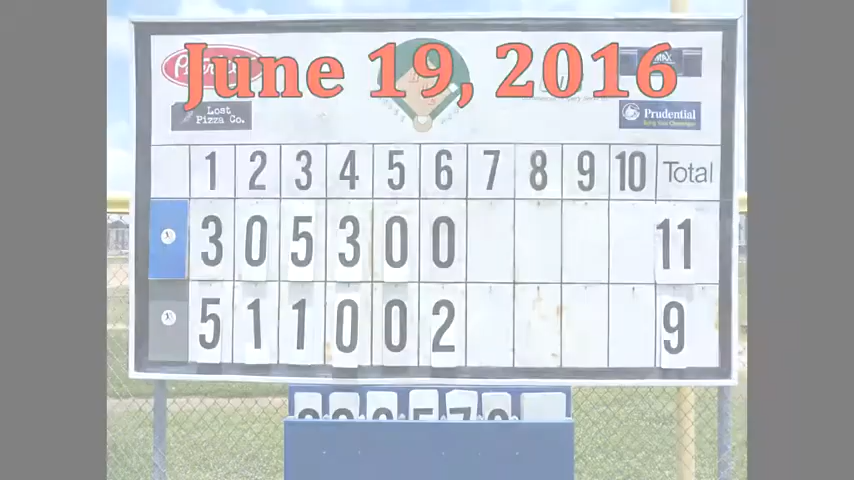 June 19, 2016
Lost
Pizza Co.
Prudential
1 2 3 4 5 6 7 8 9 10 Total
3 0 5 3 0 0 11
5 1 1 0 0 2 9